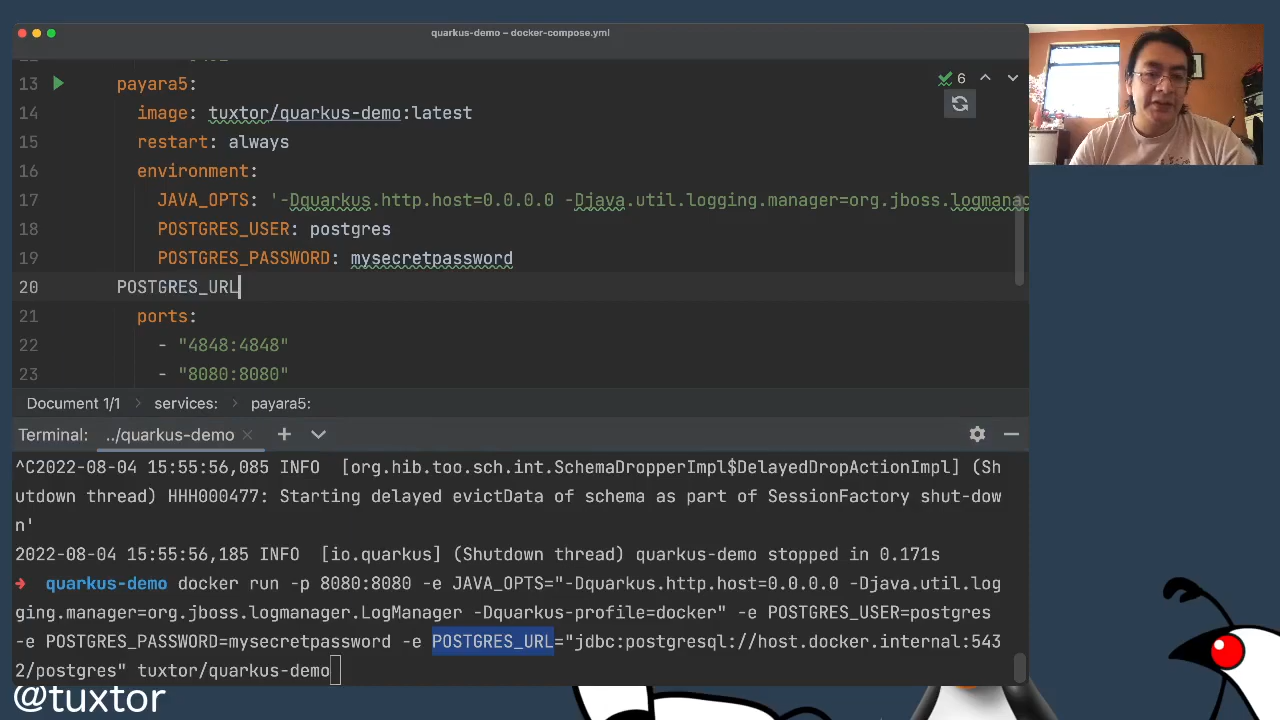 quarkus-demo – docker-compose.yml
13 payara5:
6
14 image: tuxtor/quarkus-demo:latest
15 restart: always
16 environment:
17 JAVA_OPTS: '-Dquarkus.http.host=0.0.0.0 -Djava.util.logging.manager=org.jboss.logmanag
18 POSTGRES_USER: postgres
19 POSTGRES_PASSWORD: mysecretpassword
20 POSTGRES_URL
21 ports:
22 - "4848:4848"
23 - "8080:8080"
Document 1/1 > services: > payara5:
Terminal: ../quarkus-demo × +
^C2022-08-04 15:55:56,085 INFO [org.hib.too.sch.int.SchemaDropperImpl$DelayedDropActionImpl] (Sh
utdown thread) HHH000477: Starting delayed evictData of schema as part of SessionFactory shut-dow
n'
2022-08-04 15:55:56,185 INFO [io.quarkus] (Shutdown thread) quarkus-demo stopped in 0.171s
➜ quarkus-demo docker run -p 8080:8080 -e JAVA_OPTS="-Dquarkus.http.host=0.0.0.0 -Djava.util.log
ging.manager=org.jboss.logmanager.LogManager -Dquarkus-profile=docker" -e POSTGRES_USER=postgres
-e POSTGRES_PASSWORD=mysecretpassword -e POSTGRES_URL="jdbc:postgresql://host.docker.internal:543
2/postgres" tuxtor/quarkus-demo
@tuxtor